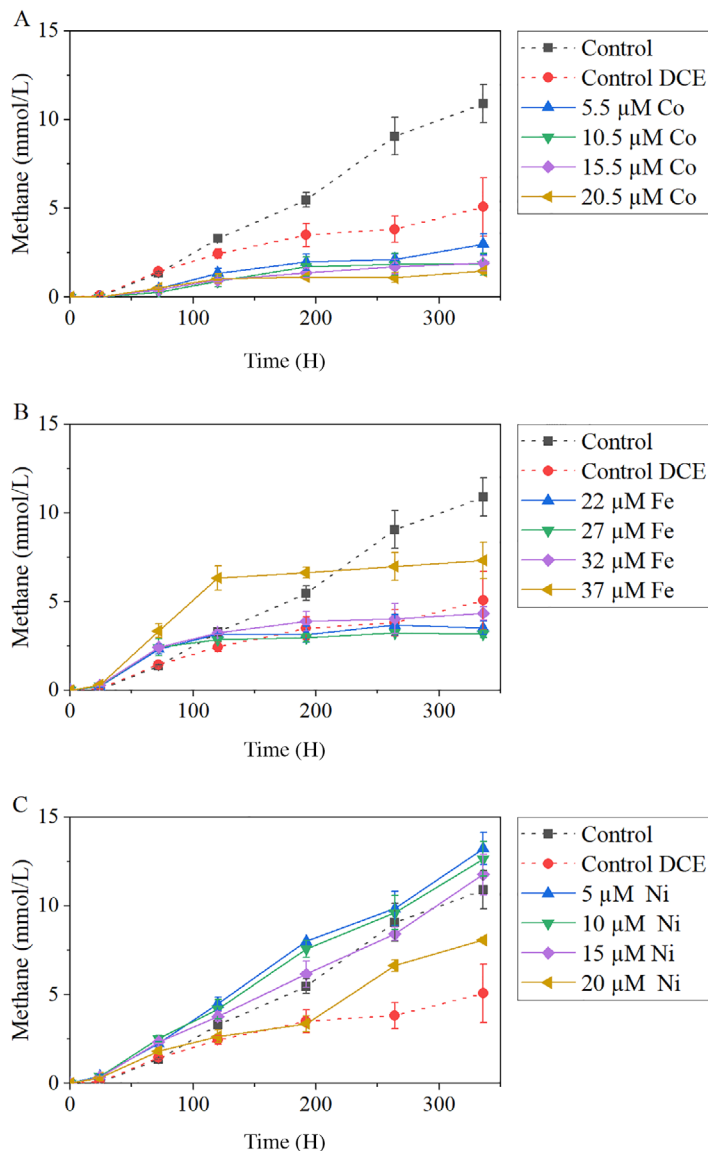 A
15
10
5
0
Methane (mmol/L)
0
100
200
300
Time (H)
Control
Control DCE
5.5 µM Co
10.5 µM Co
15.5 µM Co
20.5 µM Co
B
15
10
5
0
Methane (mmol/L)
0
100
200
300
Time (H)
Control
Control DCE
22 µM Fe
27 µM Fe
32 µM Fe
37 µM Fe
C
15
10
5
0
Methane (mmol/L)
0
100
200
300
Time (H)
Control
Control DCE
5 µM Ni
10 µM Ni
15 µM Ni
20 µM Ni